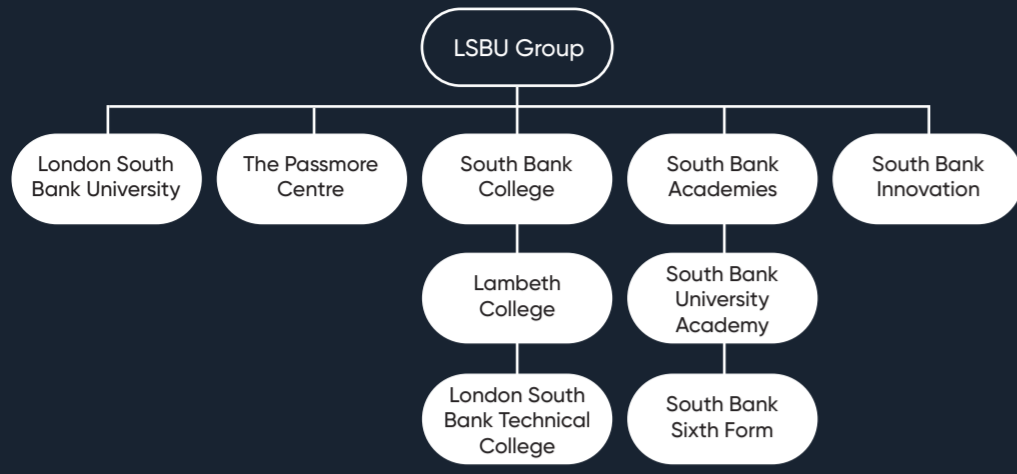 LSBU Group
London South
Bank University
The Passmore
Centre
South Bank
College
South Bank
Academies
South Bank
Innovation
Lambeth
College
South Bank
University
Academy
London South
Bank Technical
College
South Bank
Sixth Form